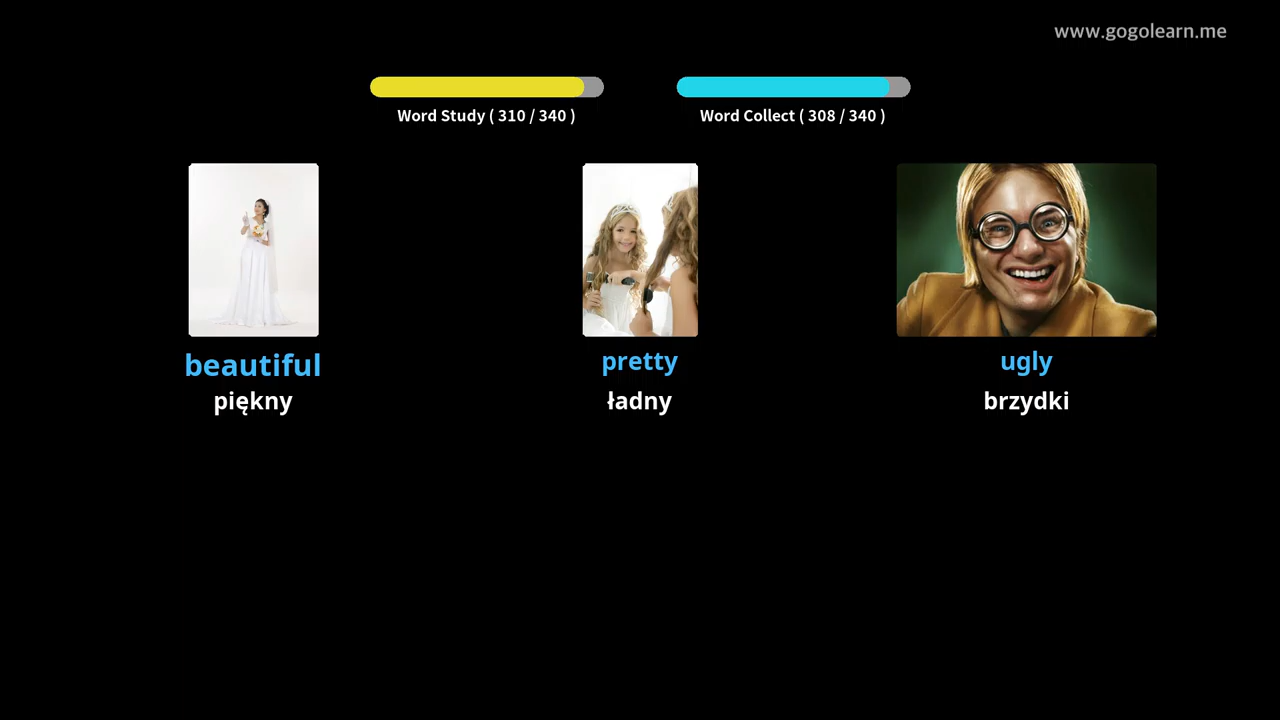 www.gogolearn.me
Word Study ( 310 / 340 )
Word Collect ( 308 / 340 )
beautiful
pretty
ugly
piękny
ładny
brzydki